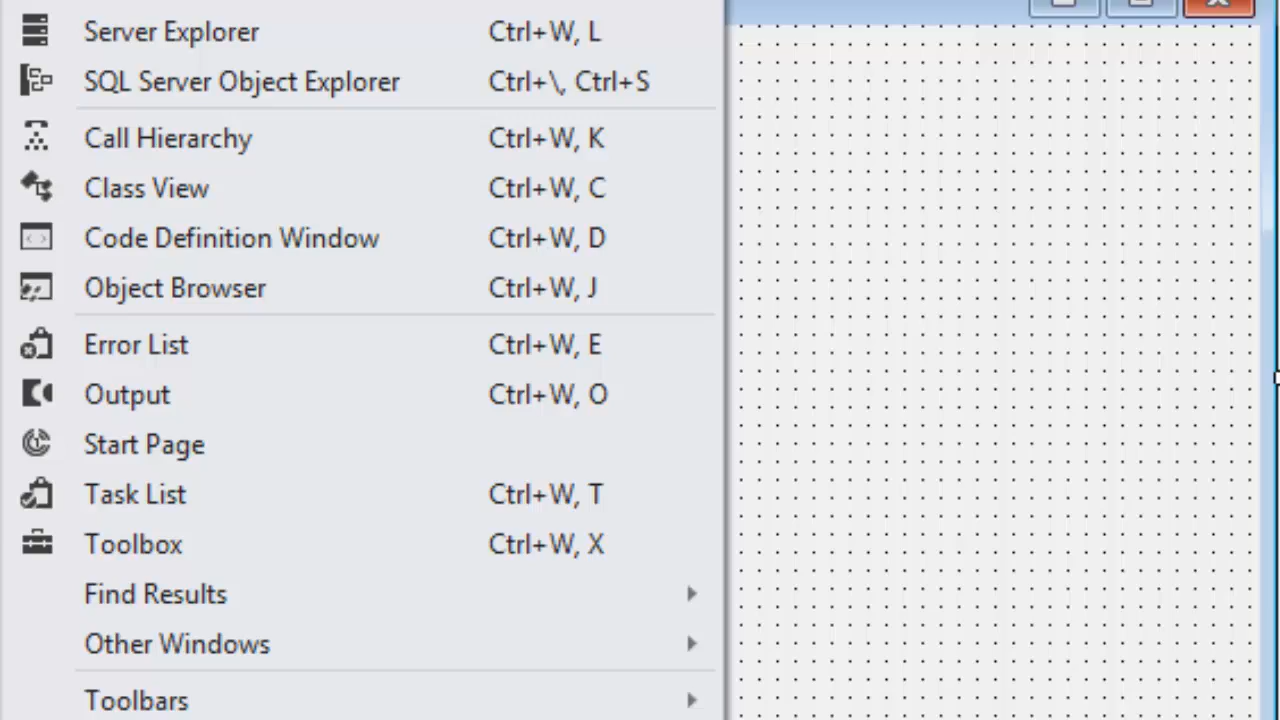 Server Explorer Ctrl+W, L
SQL Server Object Explorer Ctrl+\, Ctrl+S
Call Hierarchy Ctrl+W, K
Class View Ctrl+W, C
Code Definition Window Ctrl+W, D
Object Browser Ctrl+W, J
Error List Ctrl+W, E
Output Ctrl+W, O
Start Page
Task List Ctrl+W, T
Toolbox Ctrl+W, X
Find Results
Other Windows
Toolbars